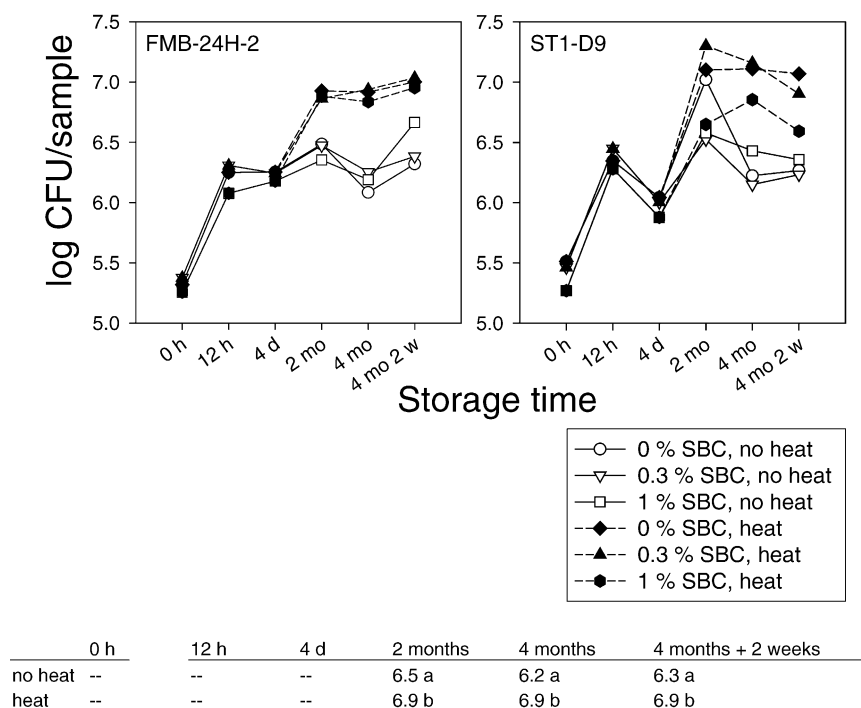 FMB-24H-2
ST1-D9
log CFU/sample
7.5
7.0
6.5
6.0
5.5
5.0
7.5
7.0
6.5
6.0
5.5
5.0
0 h
12 h
4 d
2 mo
4 mo
4 mo 2 w
0 h
12 h
4 d
2 mo
4 mo
4 mo 2 w
Storage time
0 % SBC, no heat
0.3 % SBC, no heat
1 % SBC, no heat
0% SBC, heat
0.3 % SBC, heat
1 % SBC, heat
0 h 12 h 4 d 2 months 4 months 4 months + 2 weeks
no heat -- -- -- 6.5 a 6.2 a 6.3 a
heat -- -- -- 6.9 b 6.9 b 6.9 b